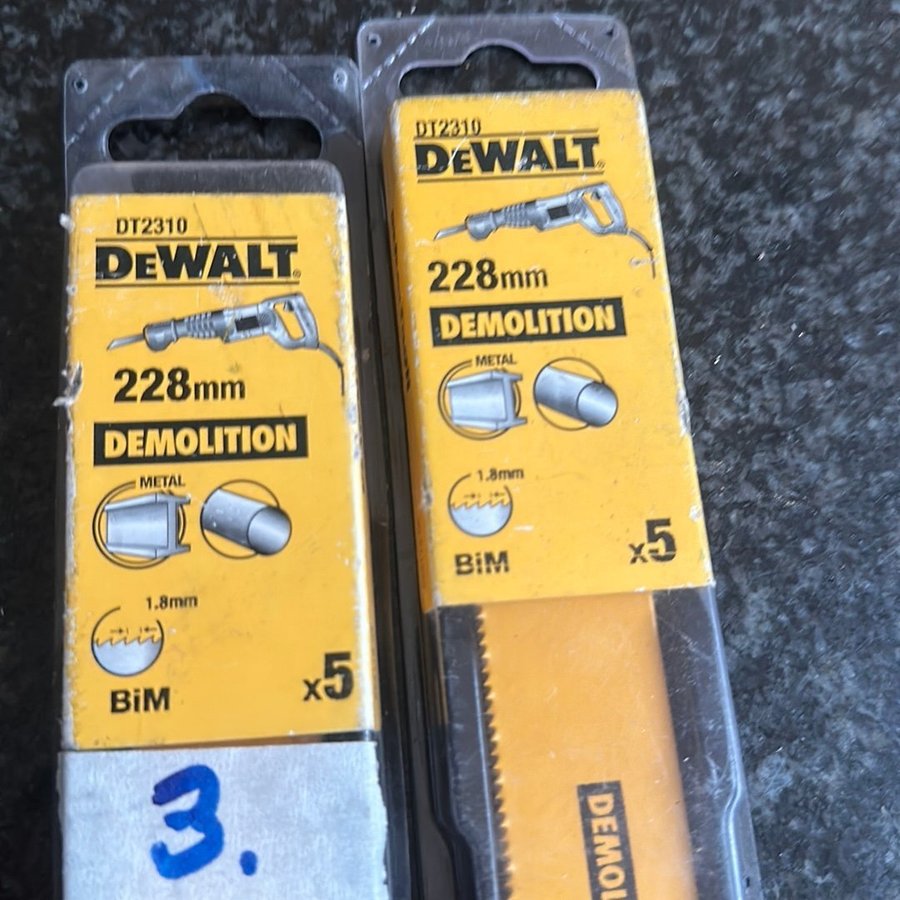 DT2310
DEWALT
228mm
DEMOLITION
METAL
1.8mm
BiM
x5
3.
DT2310
DEWALT
228mm
DEMOLITION
METAL
1.8mm
BiM
x5